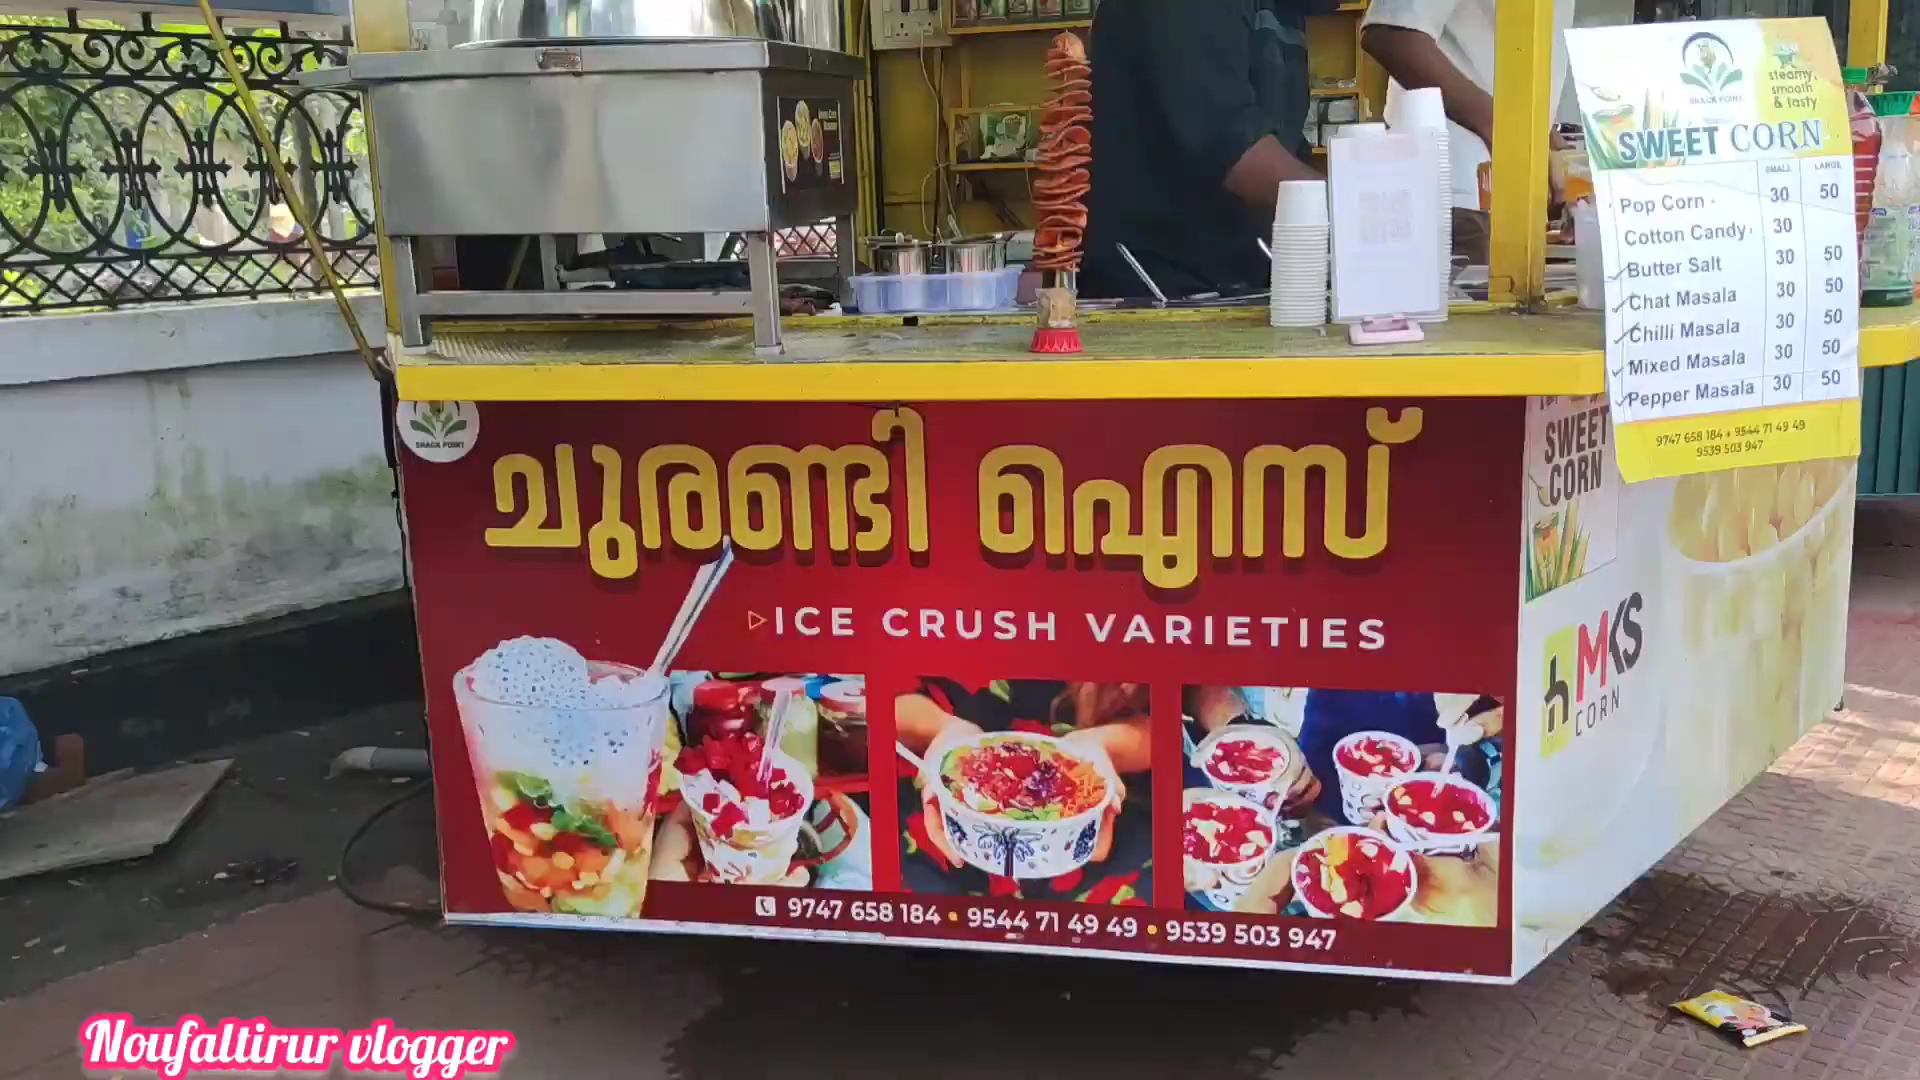 SNACK POINT
steamy,
smooth
& tasty
SWEET CORN
SMALL LARGE
Pop Corn - 30 50
Cotton Candy 30
Butter Salt 30 50
Chat Masala 30 50
Chilli Masala 30 50
Mixed Masala 30 50
Pepper Masala 30 50
9747 658 184 • 9544 71 49 49
9539 503 947
SNACK POINT
ചുരണ്ടി ഐസ്
ICE CRUSH VARIETIES
9747 658 184 • 9544 71 49 49 • 9539 503 947
SWEET
CORN
MKS
CORN
Noufaltirur vlogger